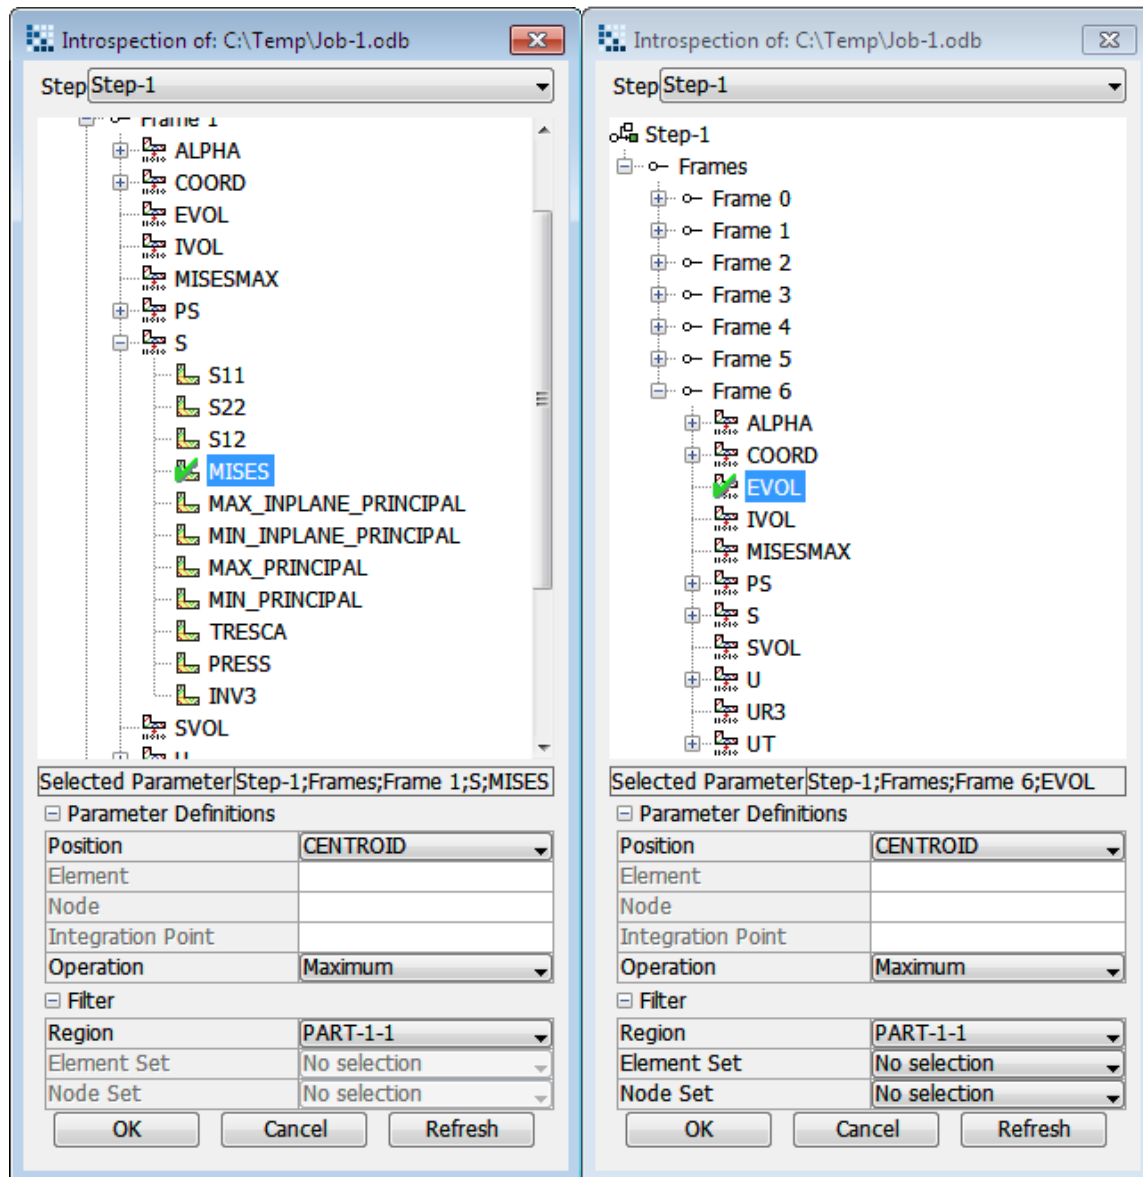 Introspection of: C:\Temp\Job-1.odb
Step Step-1
Frame 1
ALPHA
COORD
EVOL
IVOL
MISESMAX
PS
S
S11
S22
S12
MISES
MAX_INPLANE_PRINCIPAL
MIN_INPLANE_PRINCIPAL
MAX_PRINCIPAL
MIN_PRINCIPAL
TRESCA
PRESS
INV3
SVOL
U
Selected Parameter Step-1;Frames;Frame 1;S;MISES
Parameter Definitions
Position CENTROID
Element
Node
Integration Point
Operation Maximum
Filter
Region PART-1-1
Element Set No selection
Node Set No selection
OK Cancel Refresh
Introspection of: C:\Temp\Job-1.odb
Step Step-1
Step-1
Frames
Frame 0
Frame 1
Frame 2
Frame 3
Frame 4
Frame 5
Frame 6
ALPHA
COORD
EVOL
IVOL
MISESMAX
PS
S
SVOL
U
UR3
UT
Selected Parameter Step-1;Frames;Frame 6;EVOL
Parameter Definitions
Position CENTROID
Element
Node
Integration Point
Operation Maximum
Filter
Region PART-1-1
Element Set No selection
Node Set No selection
OK Cancel Refresh